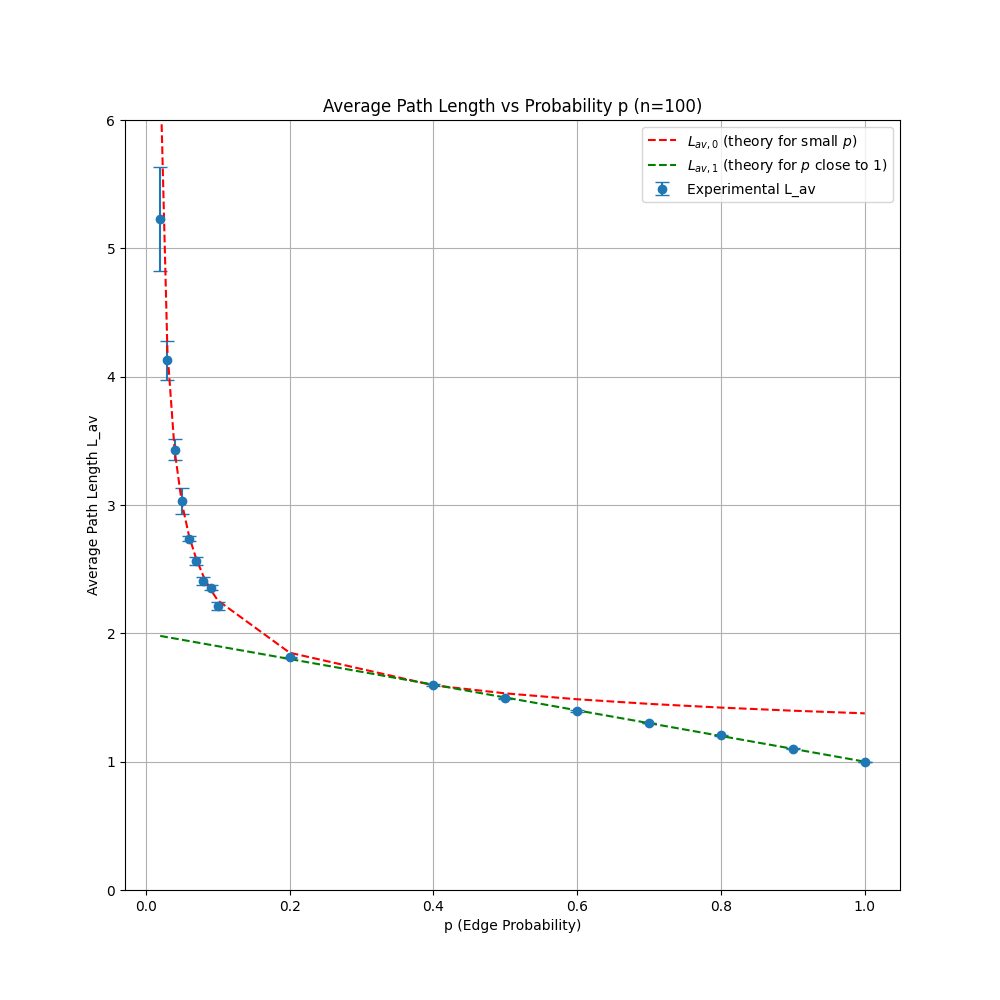 Average Path Length vs Probability p (n=100)
L_{av,0} (theory for small p)
L_{av,1} (theory for p close to 1)
Experimental L_av
Average Path Length L_av
6
5
4
3
2
1
0
0.0 0.2 0.4 0.6 0.8 1.0
p (Edge Probability)